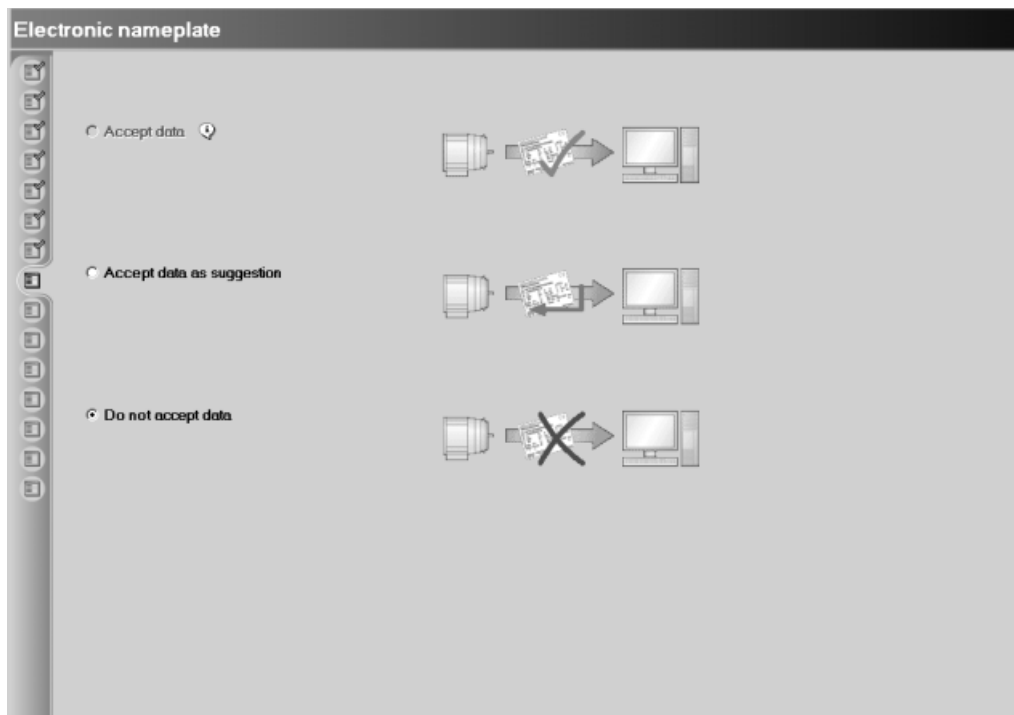 Electronic nameplate
Accept data
Accept data as suggestion
Do not accept data